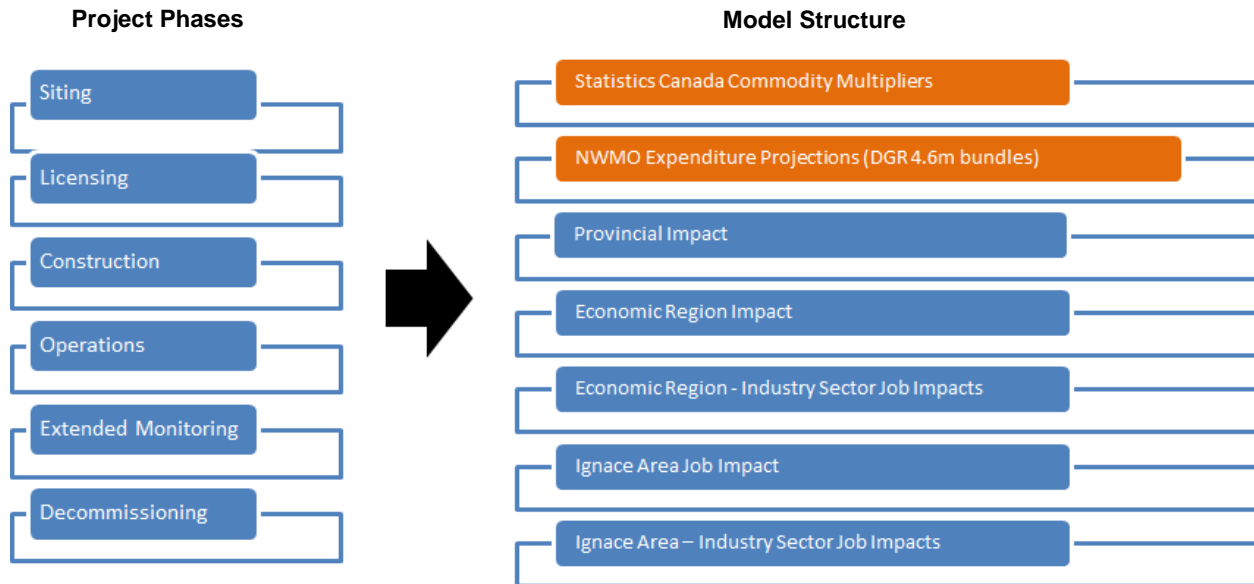 Project Phases
Siting
Licensing
Construction
Operations
Extended Monitoring
Decommissioning
Model Structure
Statistics Canada Commodity Multipliers
NWMO Expenditure Projections (DGR 4.6m bundles)
Provincial Impact
Economic Region Impact
Economic Region - Industry Sector Job Impacts
Ignace Area Job Impact
Ignace Area – Industry Sector Job Impacts